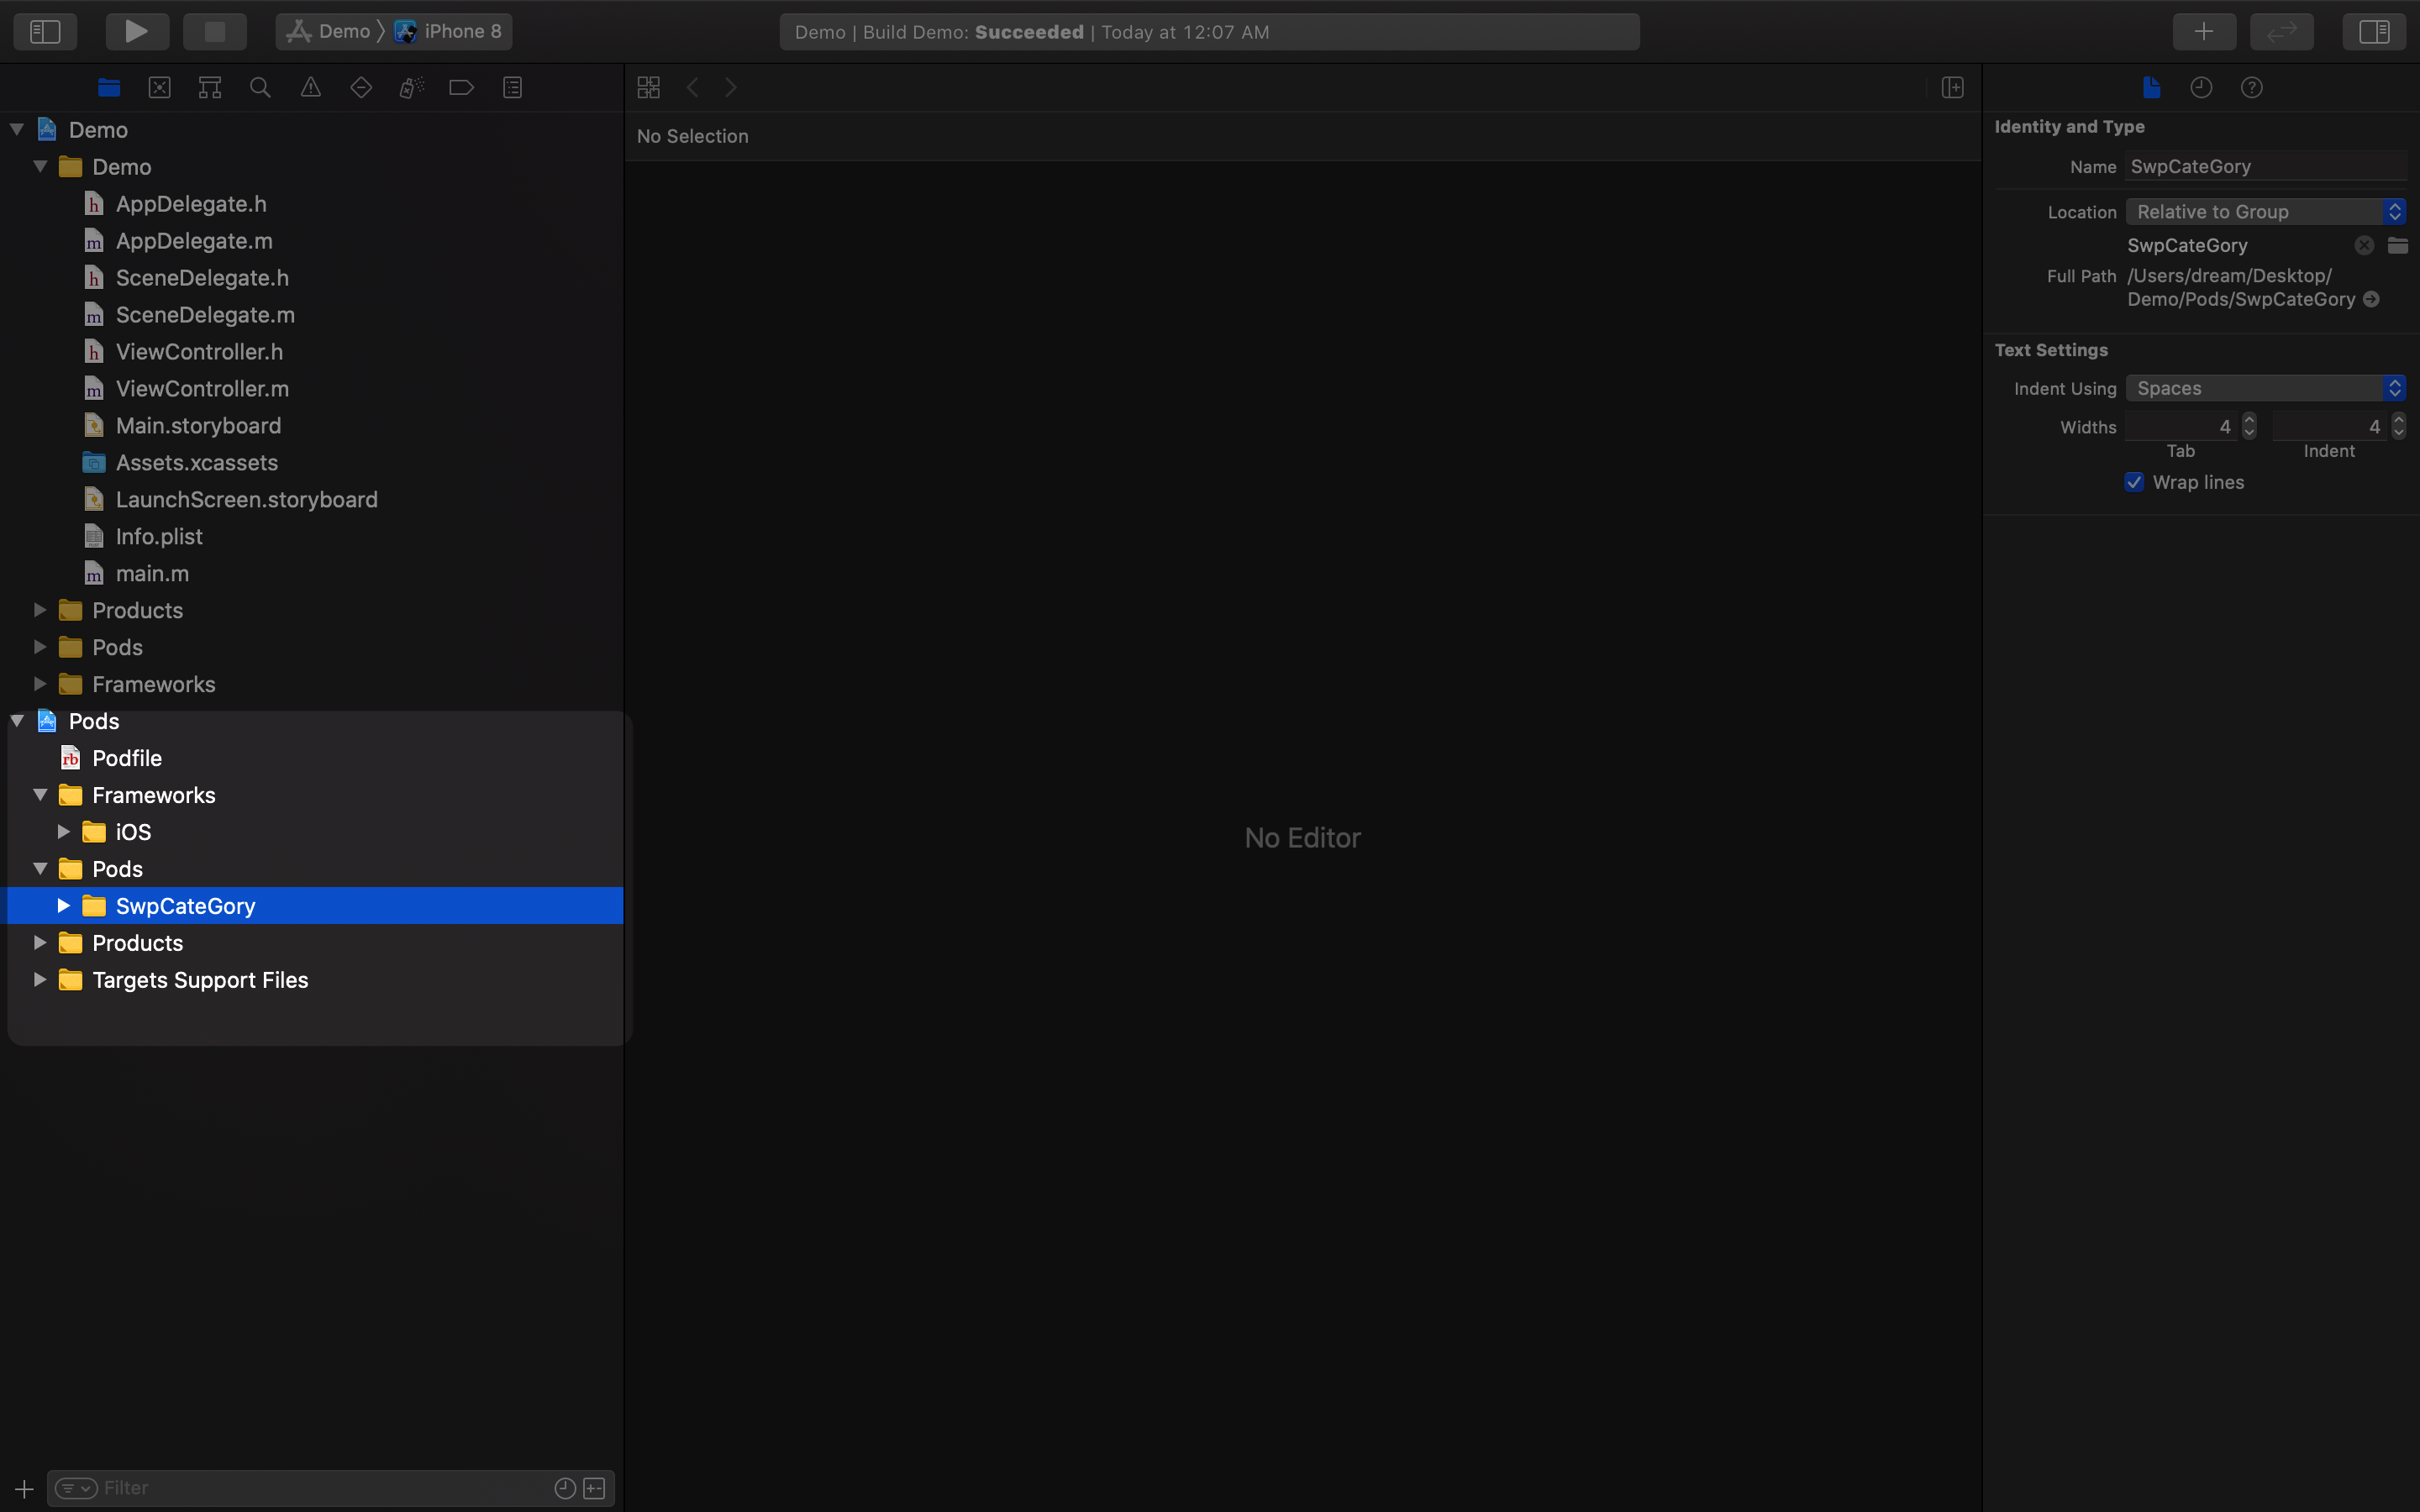 Demo 〉 iPhone 8
Demo | Build Demo: Succeeded | Today at 12:07 AM
Demo
Demo
h AppDelegate.h
m AppDelegate.m
h SceneDelegate.h
m SceneDelegate.m
h ViewController.h
m ViewController.m
Main.storyboard
Assets.xcassets
LaunchScreen.storyboard
Info.plist
m main.m
Products
Pods
Frameworks
Pods
rb Podfile
Frameworks
iOS
Pods
SwpCateGory
Products
Targets Support Files
Filter
No Selection
No Editor
Identity and Type
Name SwpCateGory
Location Relative to Group
SwpCateGory
Full Path /Users/dream/Desktop/
Demo/Pods/SwpCateGory
Text Settings
Indent Using Spaces
Widths 4 4
Tab Indent
Wrap lines